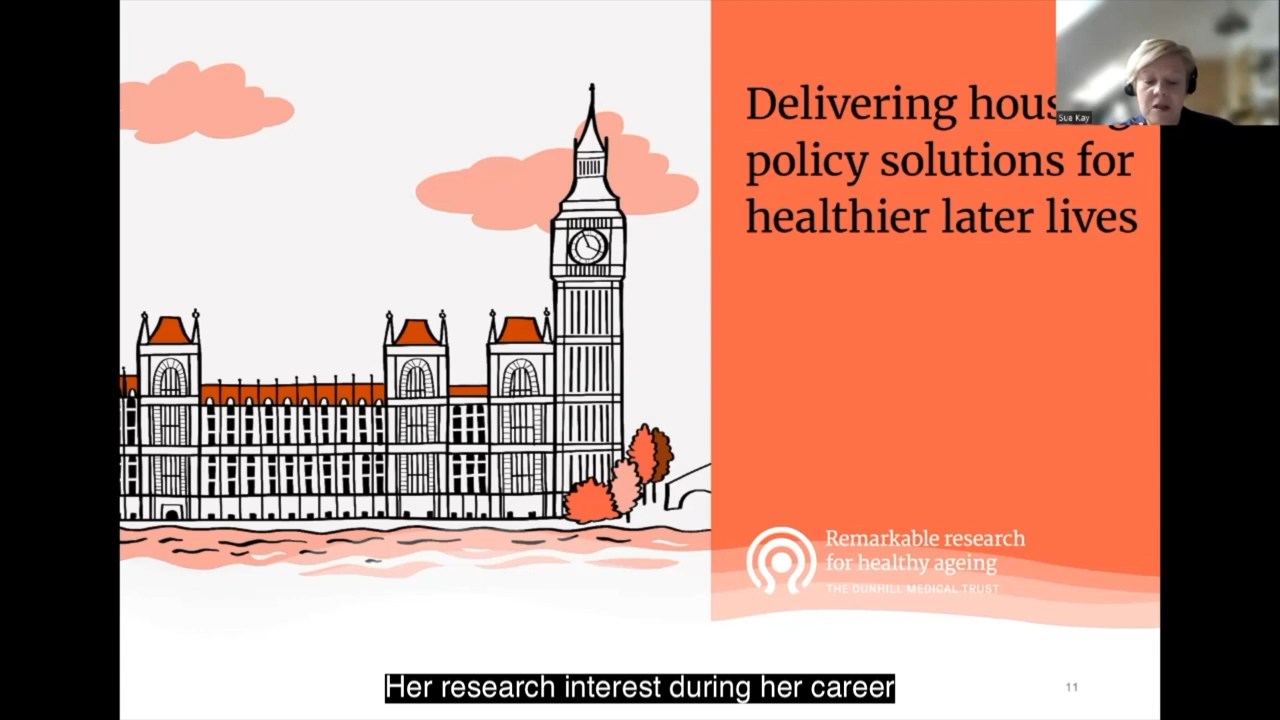 Delivering hous
policy solutions for
healthier later lives
Sue Kay
Remarkable research
for healthy ageing
THE DUNHILL MEDICAL TRUST
Her research interest during her career
11